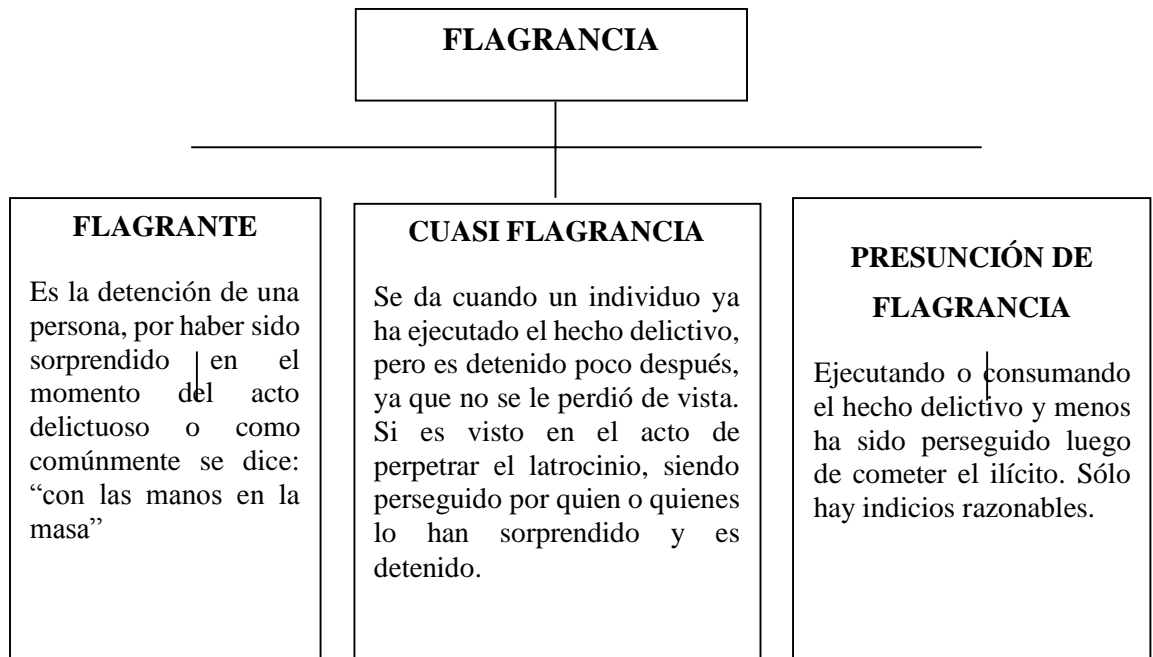 FLAGRANCIA
FLAGRANTE
Es la detención de una
persona, por haber sido
sorprendido en el
momento del acto
delictuoso o como
comúnmente se dice:
“con las manos en la
masa”
CUASI FLAGRANCIA
Se da cuando un individuo ya
ha ejecutado el hecho delictivo,
pero es detenido poco después,
ya que no se le perdió de vista.
Si es visto en el acto de
perpetrar el latrocinio, siendo
perseguido por quien o quienes
lo han sorprendido y es
detenido.
PRESUNCIÓN DE
FLAGRANCIA
Ejecutando o consumando
el hecho delictivo y menos
ha sido perseguido luego
de cometer el ilícito. Sólo
hay indicios razonables.